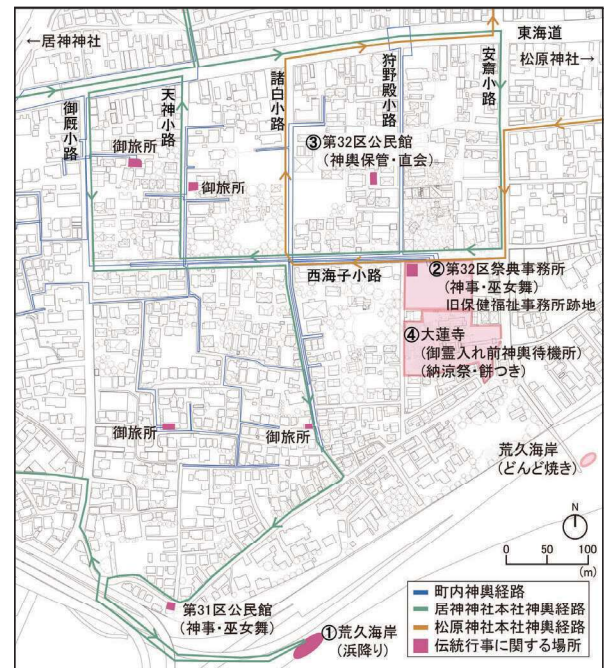 ←居神神社
東海道
松原神社→
御厩小路
天神小路
諸白小路
狩野殿小路
安斎小路
御旅所
御旅所
③第32区公民館
(神輿保管・直会)
西海子小路
②第32区祭典事務所
(神事・巫女舞)
旧保健福祉事務所跡地
④大蓮寺
(御霊入れ前神輿待機所)
(納涼祭・餅つき)
御旅所
御旅所
荒久海岸
(どんど焼き)
N
0 50 100
(m)
第31区公民館
(神事・巫女舞)
①荒久海岸
(浜降り)
町内神輿経路
居神神社本社神輿経路
松原神社本社神輿経路
伝統行事に関する場所